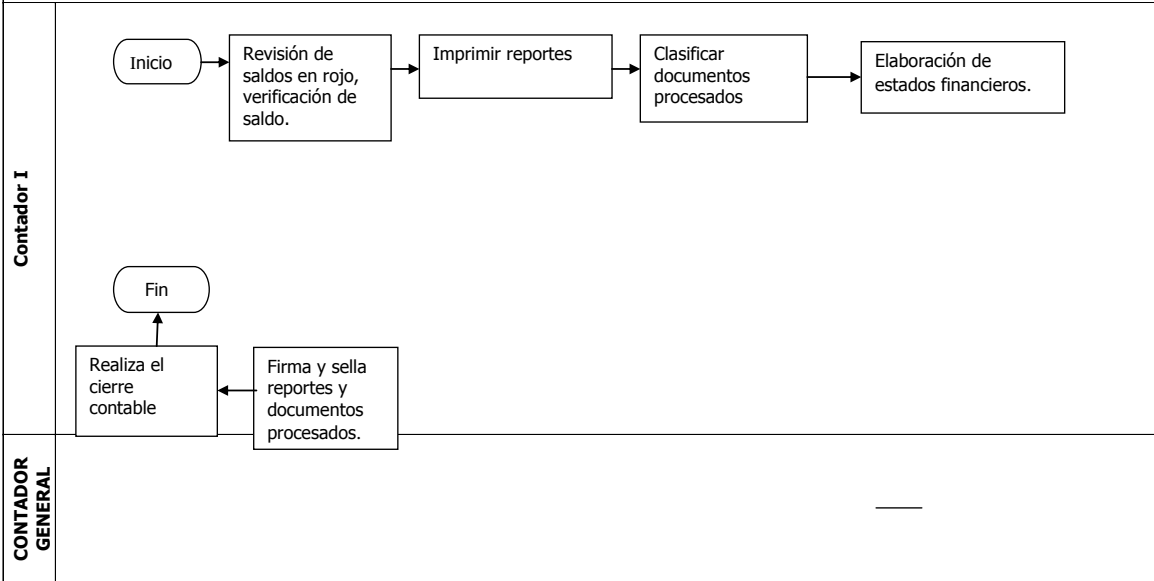 Contador I
Inicio
Revisión de
saldos en rojo,
verificación de
saldo.
Imprimir reportes
Clasificar
documentos
procesados
Elaboración de
estados financieros.
Fin
Realiza el
cierre
contable
Firma y sella
reportes y
documentos
procesados.
CONTADOR
GENERAL